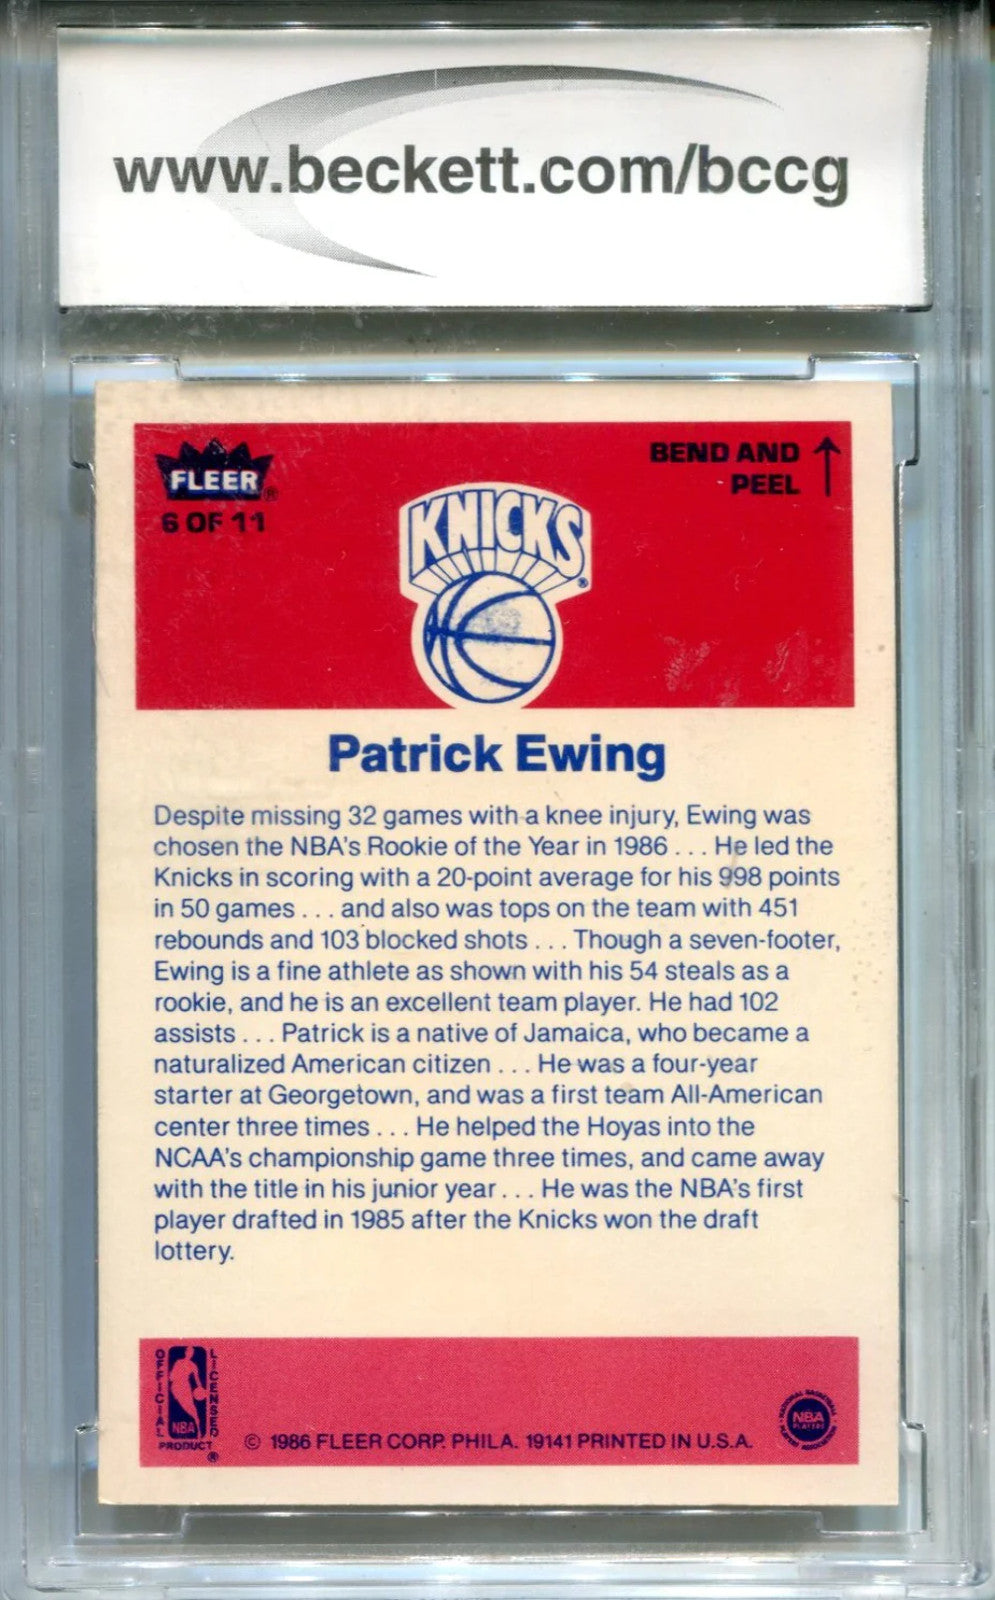 www.beckett.com/bccg
FLEER®
6 OF 11
BEND AND
PEEL
KNICKS®
Patrick Ewing
Despite missing 32 games with a knee injury, Ewing was
chosen the NBA's Rookie of the Year in 1986 . . . He led the
Knicks in scoring with a 20-point average for his 998 points
in 50 games . . . and also was tops on the team with 451
rebounds and 103 blocked shots . . . Though a seven-footer,
Ewing is a fine athlete as shown with his 54 steals as a
rookie, and he is an excellent team player. He had 102
assists . . . Patrick is a native of Jamaica, who became a
naturalized American citizen . . . He was a four-year
starter at Georgetown, and was a first team All-American
center three times . . . He helped the Hoyas into the
NCAA's championship game three times, and came away
with the title in his junior year . . . He was the NBA's first
player drafted in 1985 after the Knicks won the draft
lottery.
OFFICIAL
LICENSED
NBA
PRODUCT®
© 1986 FLEER CORP. PHILA. 19141 PRINTED IN U.S.A.
NATIONAL BASKETBALL
NBA
PLAYERS
PLAYERS ASSOCIATION